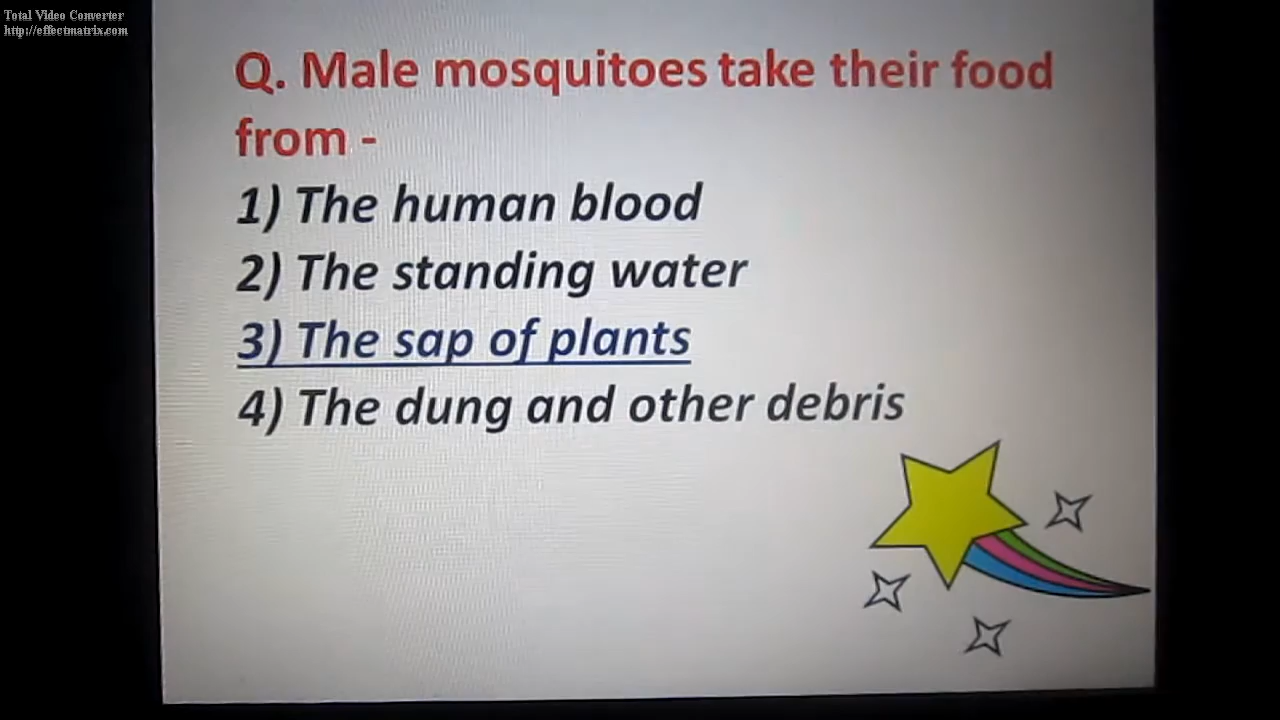 Total Video Converter
http://effectmatrix.com
Q. Male mosquitoes take their food
from -
1) The human blood
2) The standing water
3) The sap of plants
4) The dung and other debris